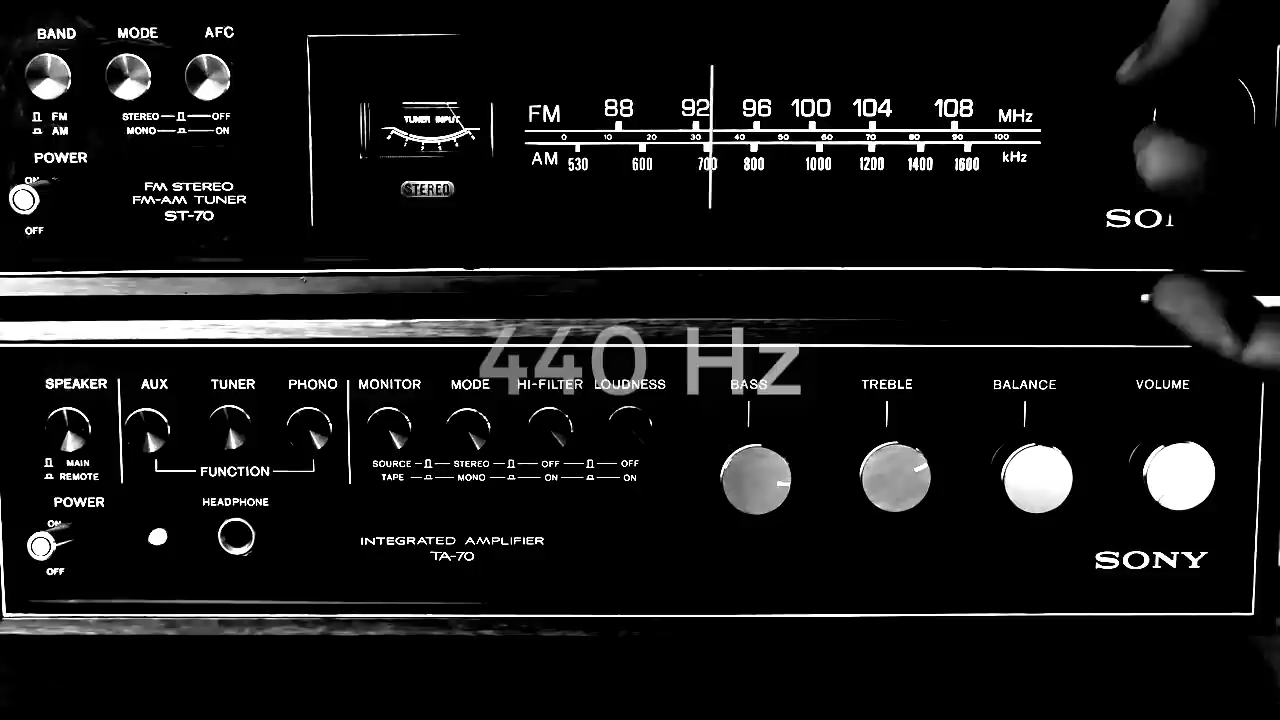 BAND MODE AFC
FM STEREO OFF
AM MONO ON
POWER
ON
OFF
FM STEREO
FM-AM TUNER
ST-70
TUNER INPUT
STEREO
FM 88 92 96 100 104 108 MHz
0 10 20 30 40 50 60 70 80 90 100
AM 530 600 700 800 1000 1200 1400 1600 kHz
440 Hz
SPEAKER AUX TUNER PHONO MONITOR MODE HI-FILTER LOUDNESS BASS TREBLE BALANCE VOLUME
MAIN
REMOTE
FUNCTION
SOURCE STEREO OFF OFF
TAPE MONO ON ON
POWER
ON
OFF
HEADPHONE
INTEGRATED AMPLIFIER
TA-70
SONY